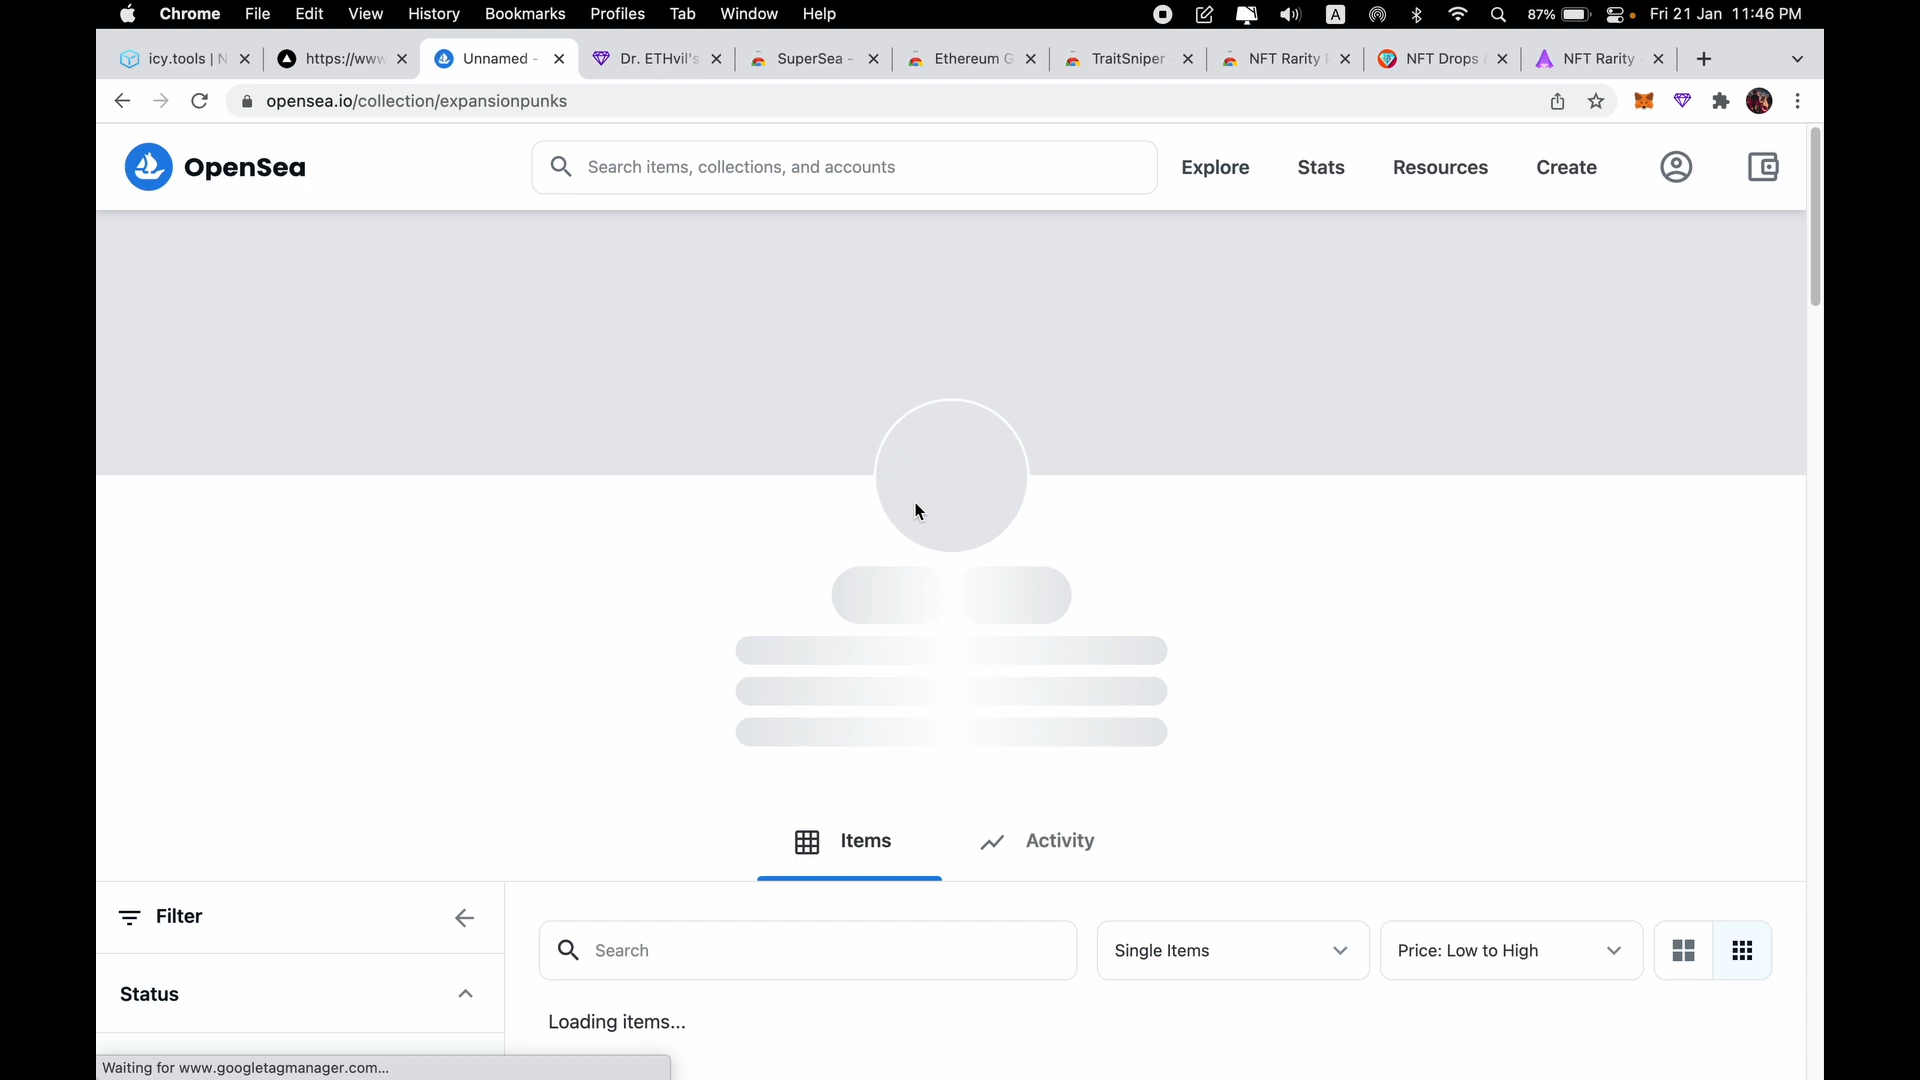 Chrome File Edit View History Bookmarks Profiles Tab Window Help A 87% Fri 21 Jan 11:46 PM
icy.tools | N https://www Unnamed - Dr. ETHvil's SuperSea - Ethereum G TraitSniper NFT Rarity NFT Drops NFT Rarity
opensea.io/collection/expansionpunks
OpenSea Search items, collections, and accounts Explore Stats Resources Create
Items Activity
Filter
Search Single Items Price: Low to High
Status
Loading items...
Waiting for www.googletagmanager.com...